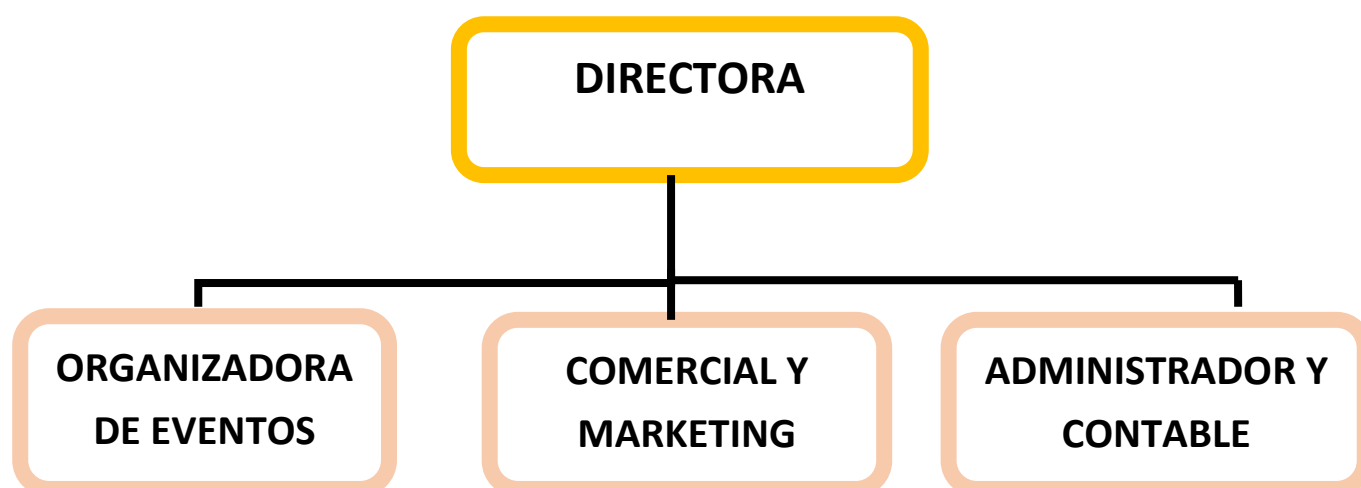 DIRECTORA
ORGANIZADORA
DE EVENTOS
COMERCIAL Y
MARKETING
ADMINISTRADOR Y
CONTABLE